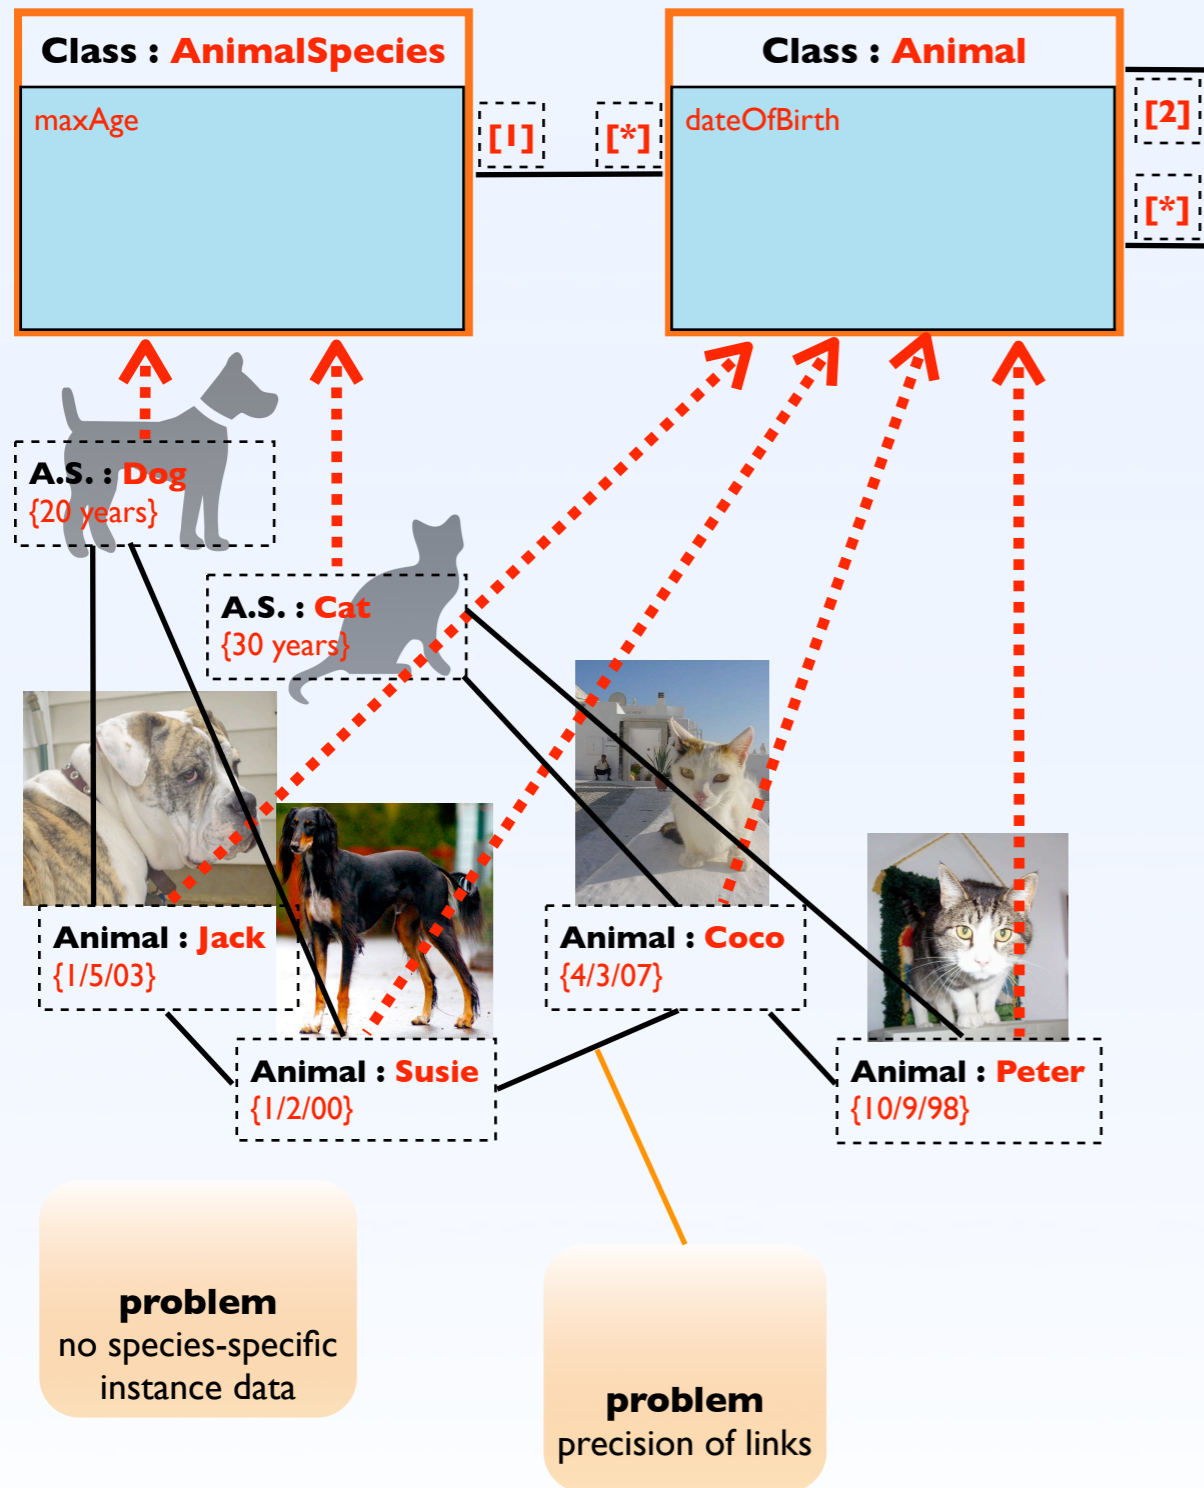 Class : AnimalSpecies
maxAge
[1]
[*]
Class : Animal
dateOfBirth
[2]
[*]
A.S. : Dog
{20 years}
A.S. : Cat
{30 years}
Animal : Jack
{1/5/03}
Animal : Susie
{1/2/00}
Animal : Coco
{4/3/07}
Animal : Peter
{10/9/98}
problem
no species-specific
instance data
problem
precision of links